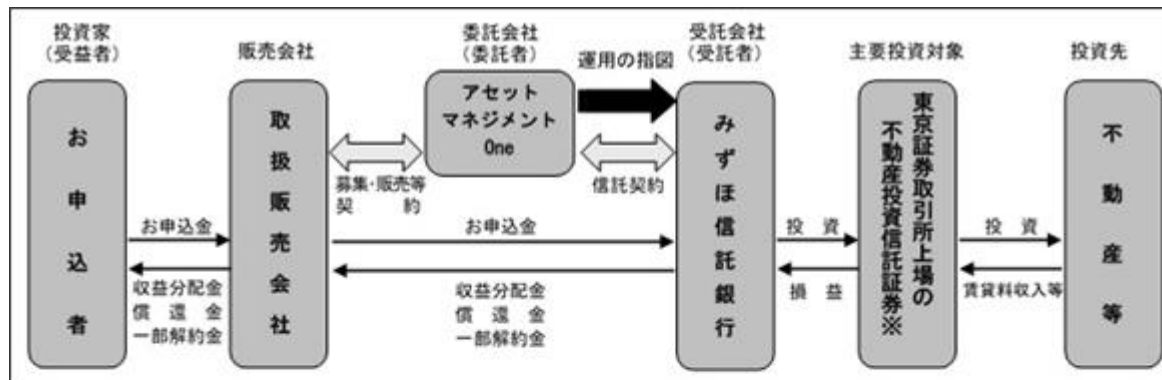 投資家
(受益者)
お申込者
販売会社
取扱販売会社
委託会社
(委託者)
アセット
マネジメント
One
運用の指図
受託会社
(受託者)
みずほ信託銀行
主要投資対象
東京証券取引所上場の
不動産投資信託証券※
投資先
不動産等
募集・販売等
契 約
信託契約
お申込金
収益分配金
償 還 金
一部解約金
お申込金
収益分配金
償 還 金
一部解約金
投 資
損 益
投 資
賃貸料収入等